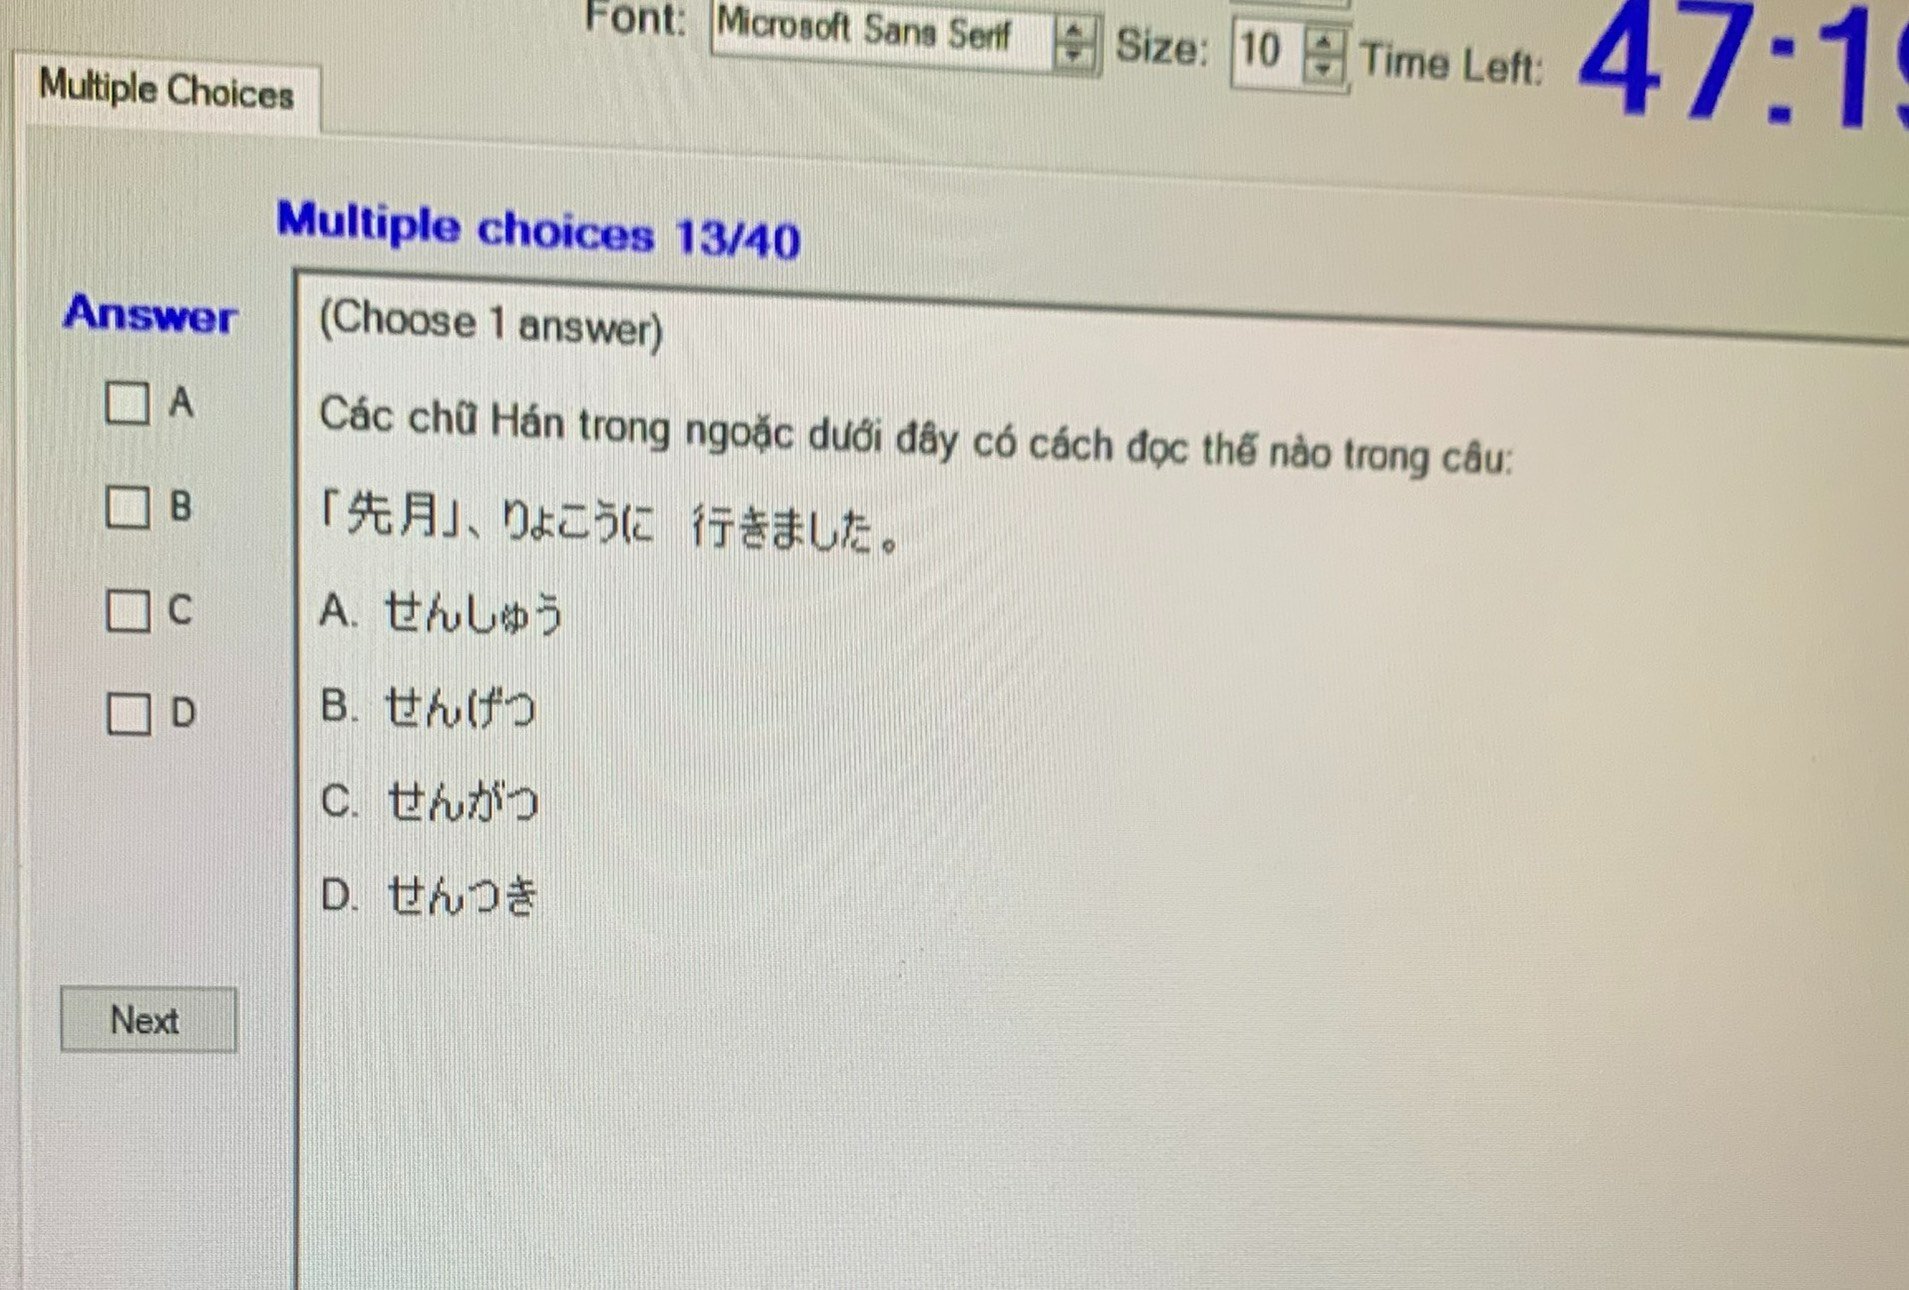 Font: Microsoft Sans Serif Size: 10 Time Left: 47:19
Multiple Choices
Multiple choices 13/40
Answer
(Choose 1 answer)
A
Các chữ Hán trong ngoặc dưới đây có cách đọc thế nào trong câu:
B
「先月」、りょこうに 行きました。
C
A. せんしゅう
D
B. せんげつ
C. せんがつ
D. せんつき
Next